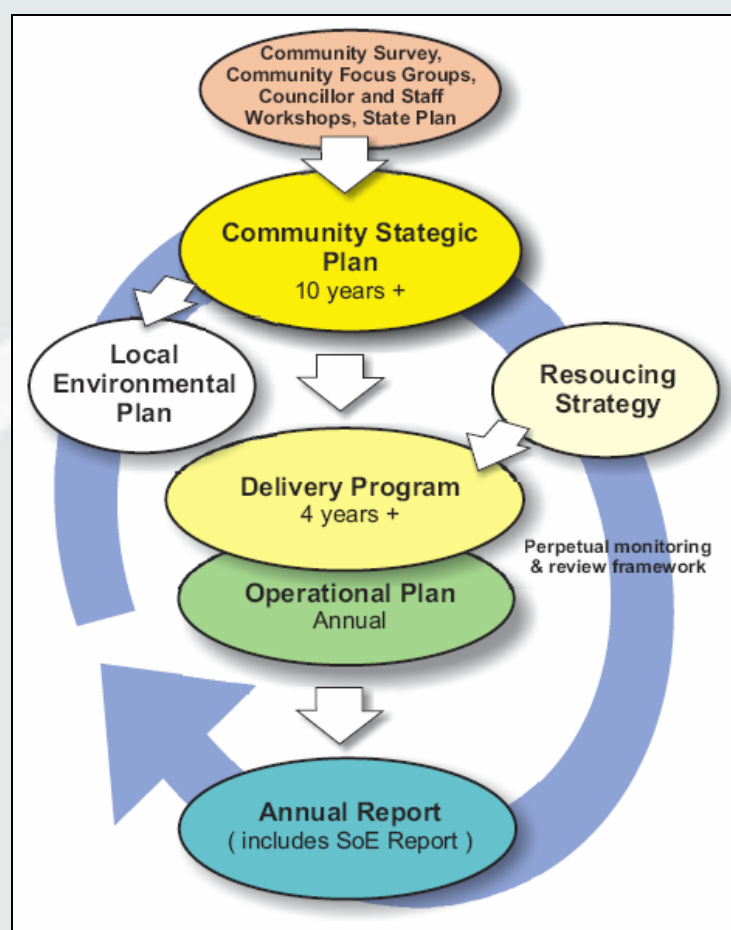 Community Survey,
Community Focus Groups,
Councillor and Staff
Workshops, State Plan
Community Stategic
Plan
10 years +
Local
Environmental
Plan
Resoucing
Strategy
Delivery Program
4 years +
Perpetual monitoring
& review framework
Operational Plan
Annual
Annual Report
( includes SoE Report )